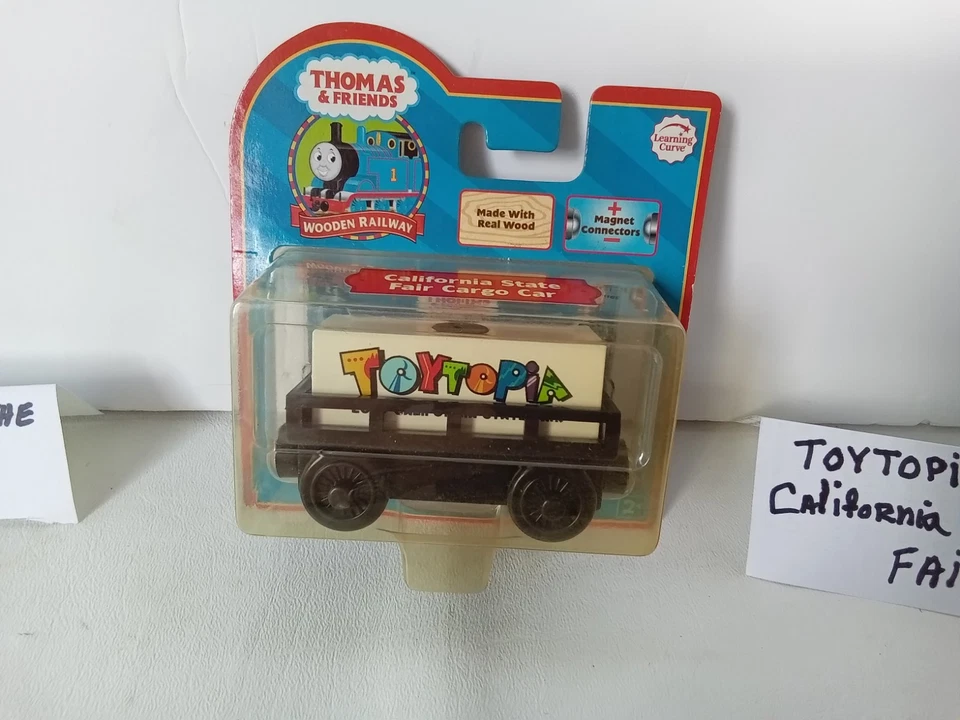 THOMAS
& FRIENDS
1
WOODEN RAILWAY
Learning
Curve
Made With
Real Wood
+
Magnet
Connectors
−
California State
Fair Cargo Car
TOYTOPiA
AE
TOYTOPi
California
FAi